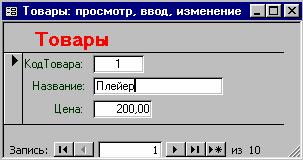 Товары: просмотр, ввод, изменение
Товары
КодТовара: 1
Название: Плейер
Цена: 200,00
Запись: 1 из 10